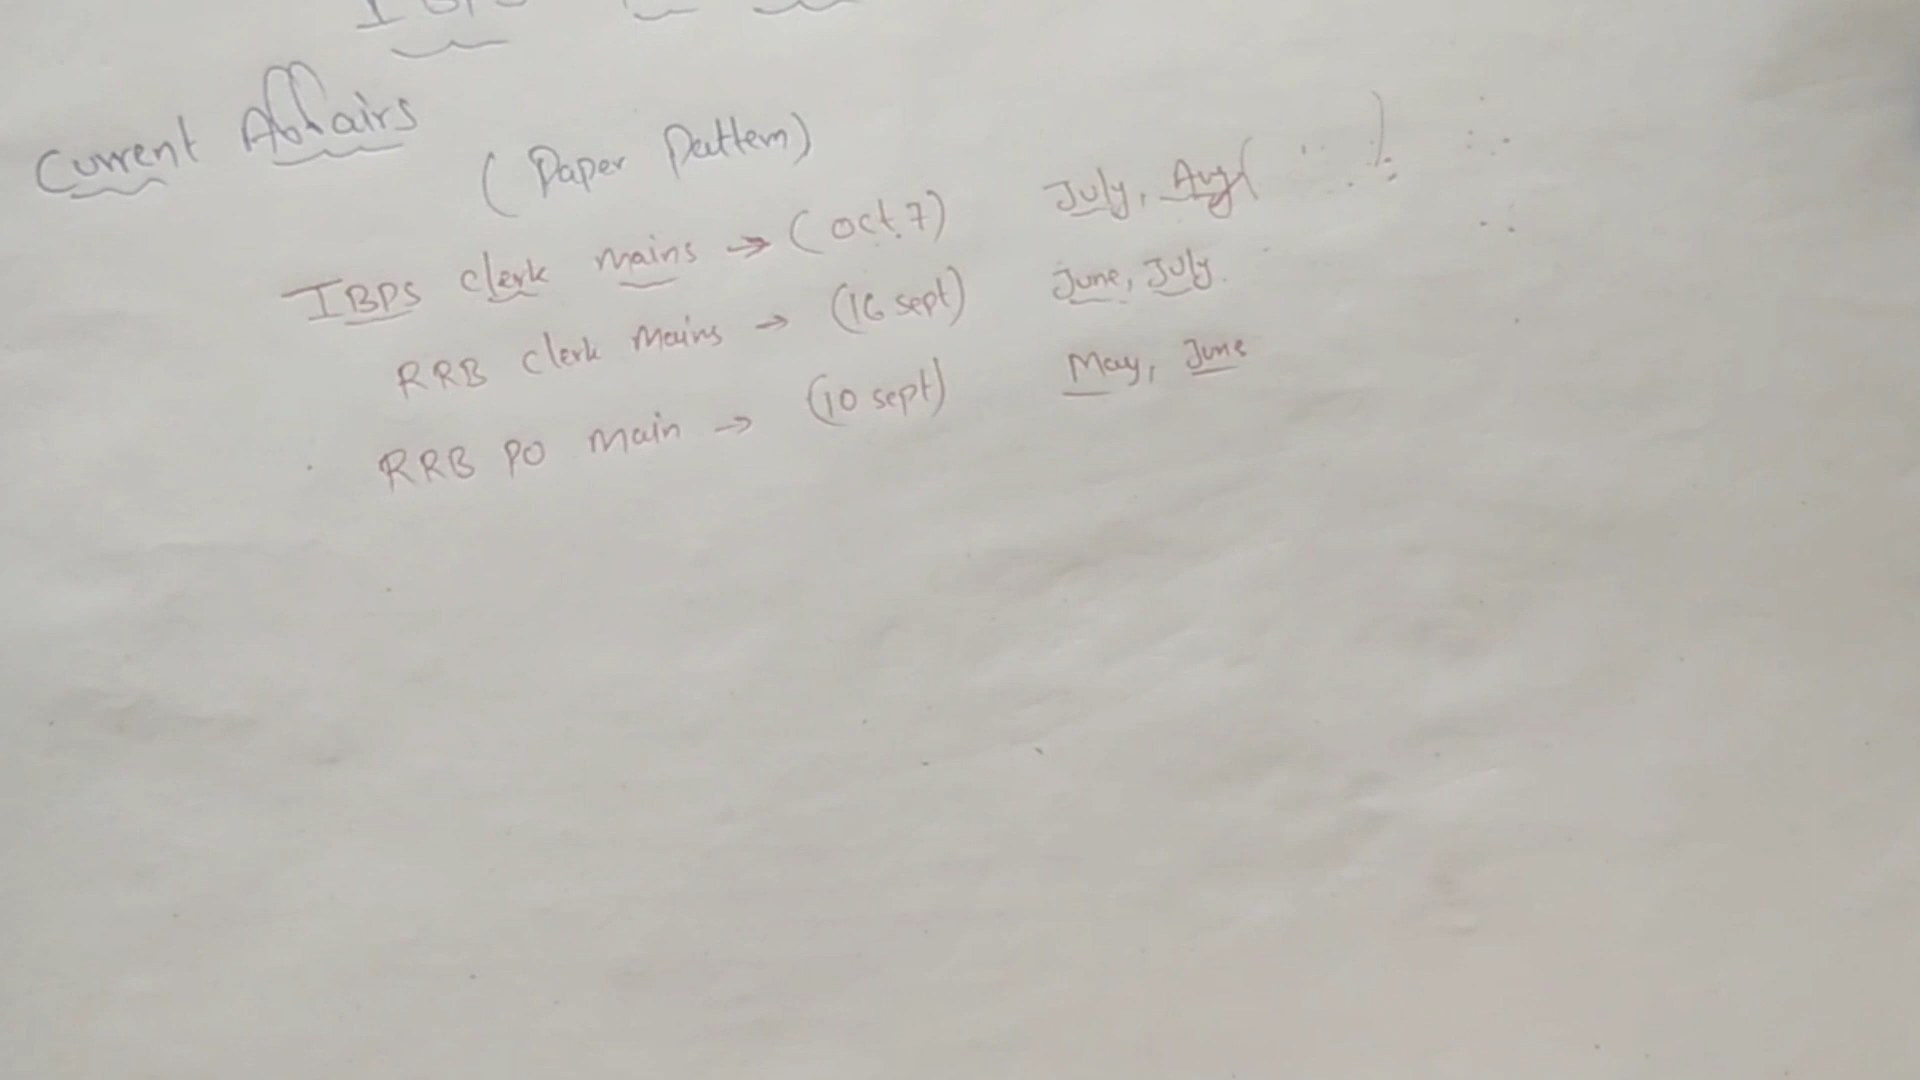 Current Affairs
(Paper Pattern)
IBPS clerk mains → (oct.7) July, Aug(
RRB clerk Mains → (16 sept) June, July.
RRB PO main → (10 sept) May, June